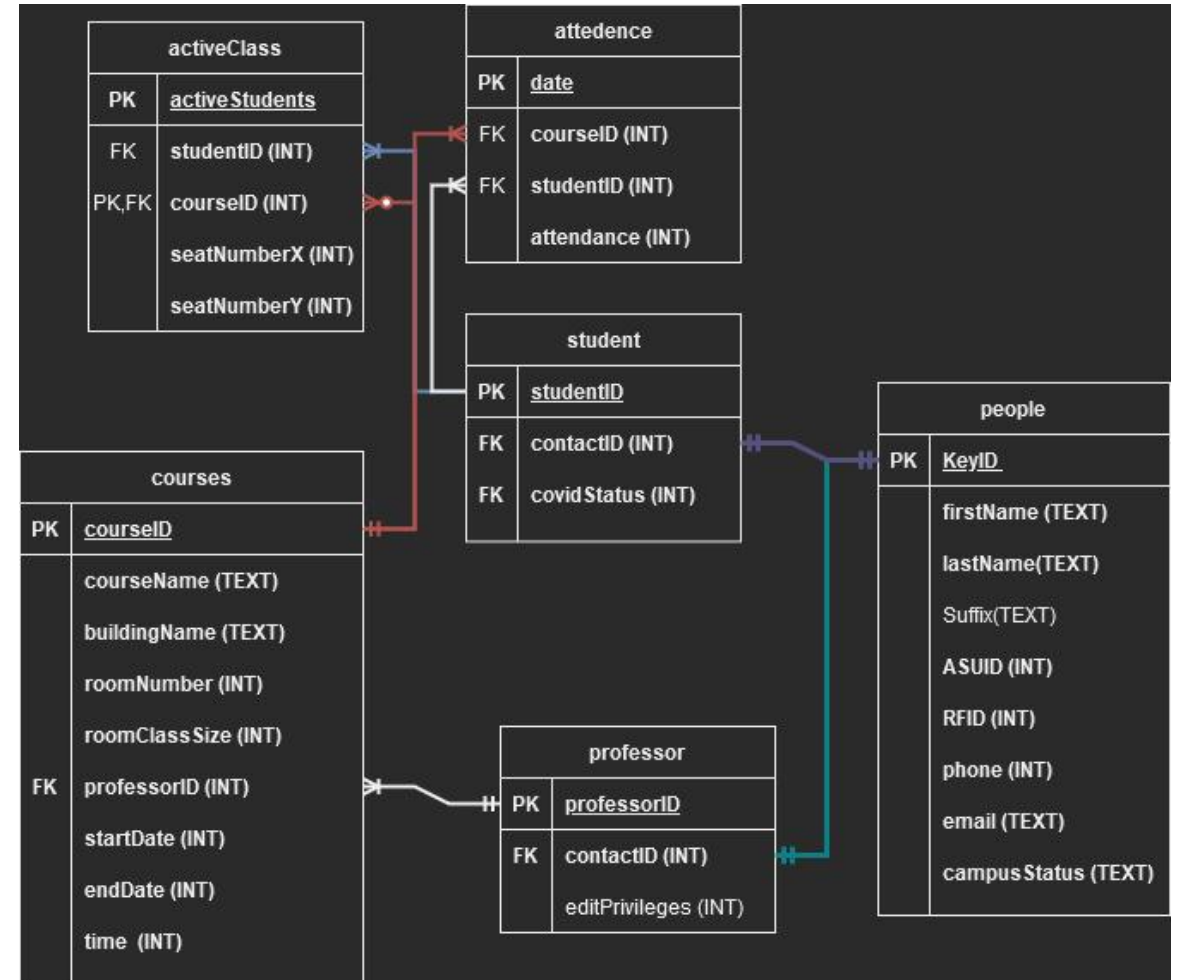 activeClass
PK activeStudents
FK studentID (INT)
PK,FK courseID (INT)
seatNumberX (INT)
seatNumberY (INT)
attedence
PK date
FK courseID (INT)
FK studentID (INT)
attendance (INT)
student
PK studentID
FK contactID (INT)
FK covidStatus (INT)
people
PK KeyID
firstName (TEXT)
lastName(TEXT)
Suffix(TEXT)
ASUID (INT)
RFID (INT)
phone (INT)
email (TEXT)
campusStatus (TEXT)
courses
PK courseID
courseName (TEXT)
buildingName (TEXT)
roomNumber (INT)
roomClassSize (INT)
FK professorID (INT)
startDate (INT)
endDate (INT)
time (INT)
professor
PK professorID
FK contactID (INT)
editPrivileges (INT)